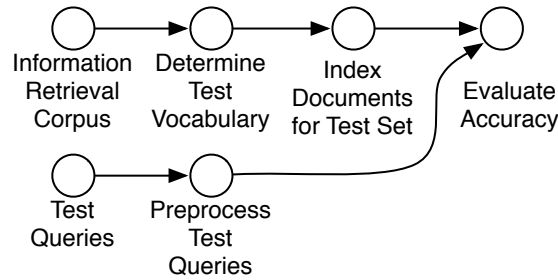 Information
Retrieval
Corpus
Determine
Test
Vocabulary
Index
Documents
for Test Set
Evaluate
Accuracy
Test
Queries
Preprocess
Test
Queries